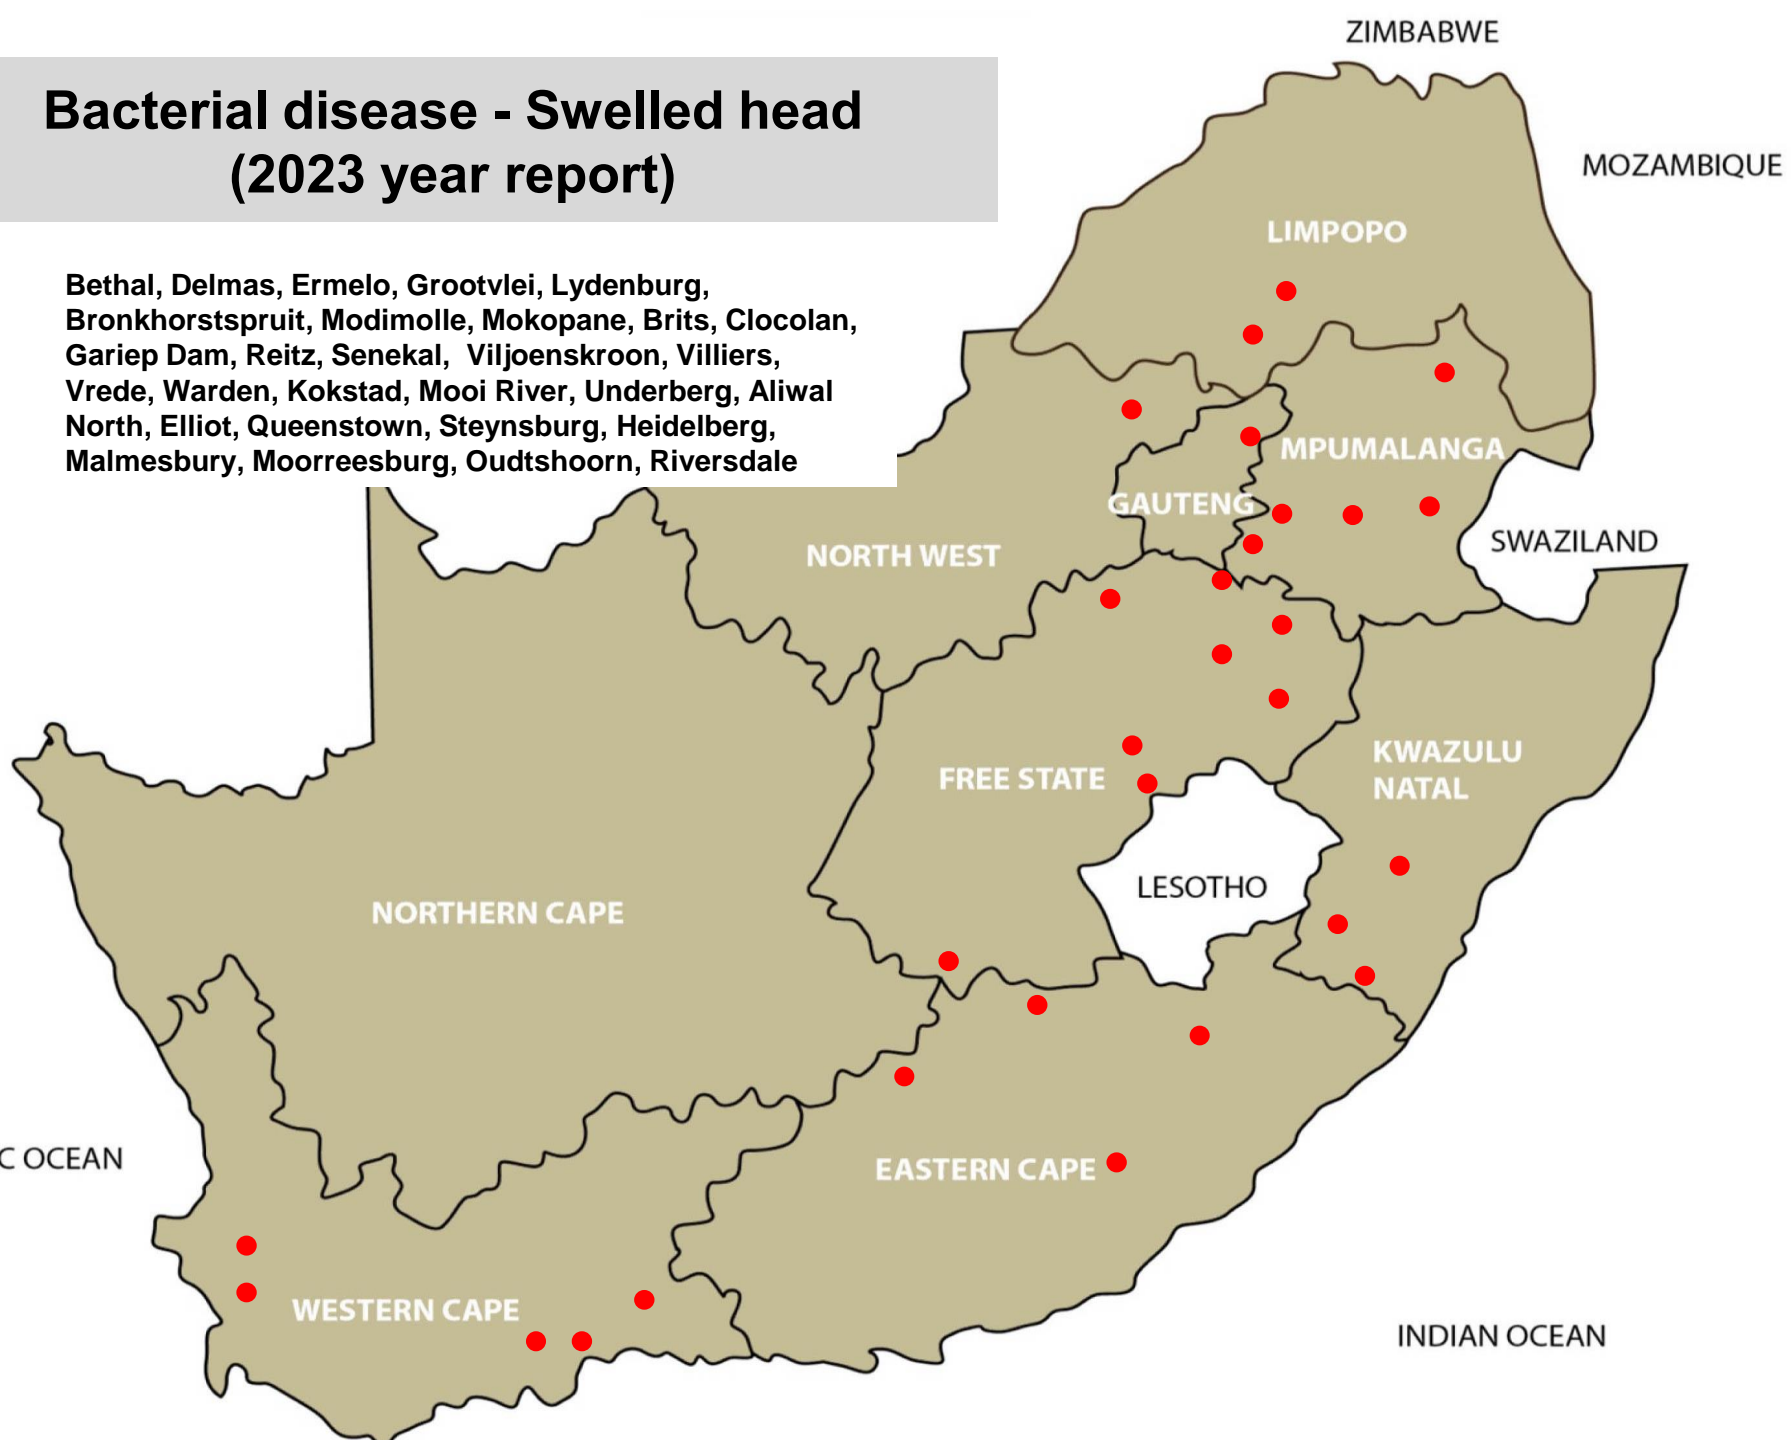 Bacterial disease - Swelled head
(2023 year report)
Bethal, Delmas, Ermelo, Grootvlei, Lydenburg,
Bronkhorstspruit, Modimolle, Mokopane, Brits, Clocolan,
Gariep Dam, Reitz, Senekal, Viljoenskroon, Villiers,
Vrede, Warden, Kokstad, Mooi River, Underberg, Aliwal
North, Elliot, Queenstown, Steynsburg, Heidelberg,
Malmesbury, Moorreesburg, Oudtshoorn, Riversdale
ZIMBABWE
MOZAMBIQUE
LIMPOPO
MPUMALANGA
GAUTENG
SWAZILAND
NORTH WEST
KWAZULU
NATAL
FREE STATE
LESOTHO
NORTHERN CAPE
C OCEAN
EASTERN CAPE
WESTERN CAPE
INDIAN OCEAN